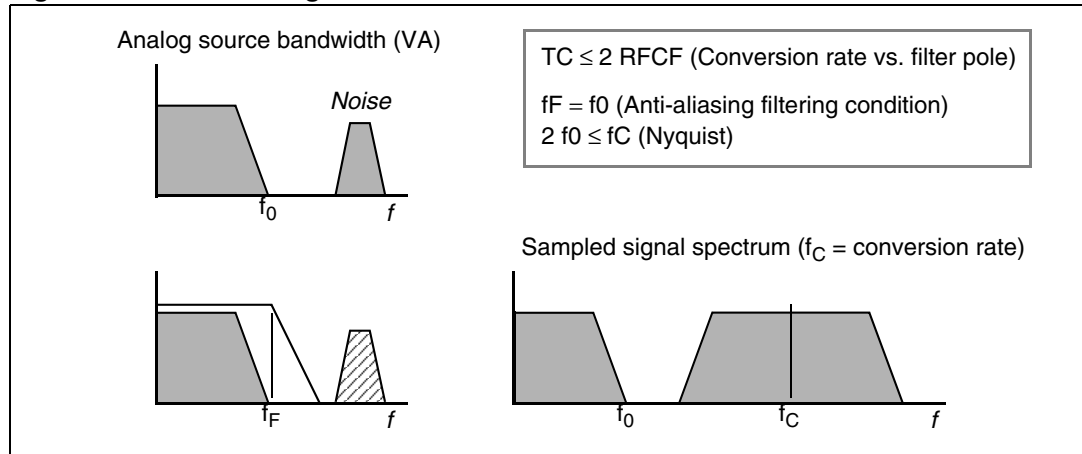 Analog source bandwidth (VA)
Noise
f0
f
TC ≤ 2 RFCF (Conversion rate vs. filter pole)
fF = f0 (Anti-aliasing filtering condition)
2 f0 ≤ fC (Nyquist)
fF
f
Sampled signal spectrum (fC = conversion rate)
f0
fC
f